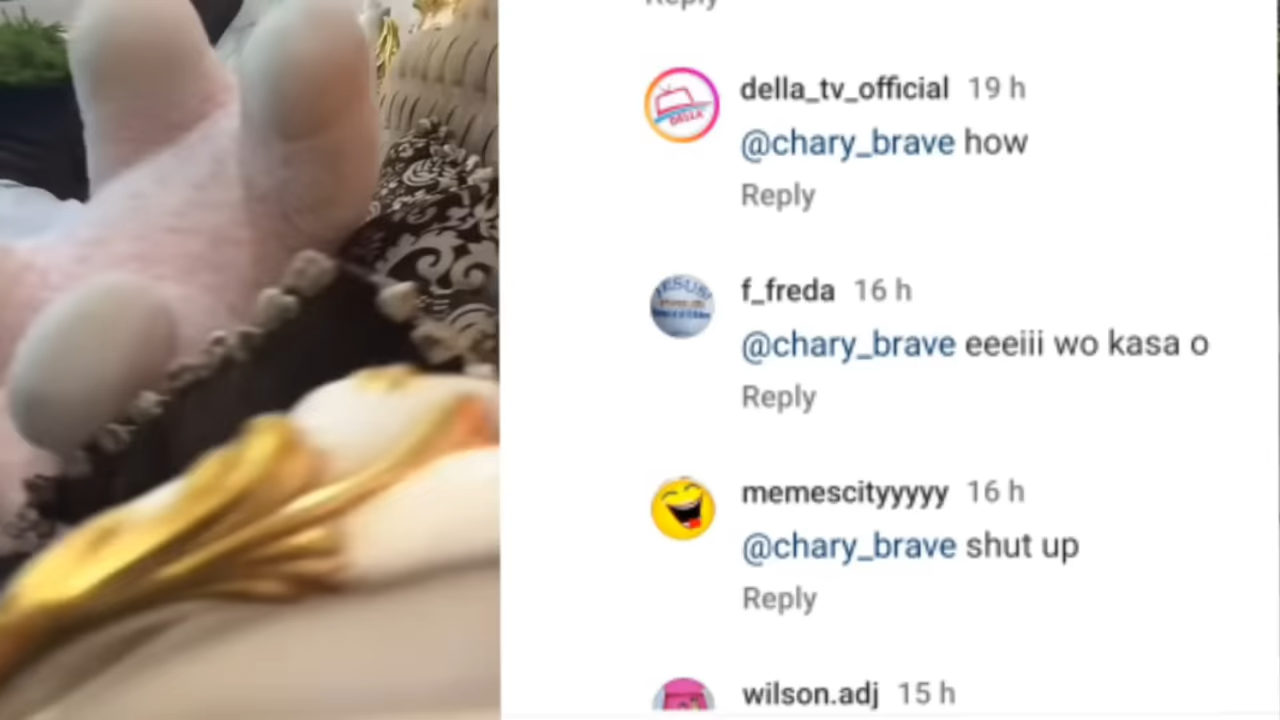 Reply
della_tv_official 19 h
@chary_brave how
Reply
f_freda 16 h
@chary_brave eeeiii wo kasa o
Reply
memescityyyyy 16 h
@chary_brave shut up
Reply
wilson.adj 15 h